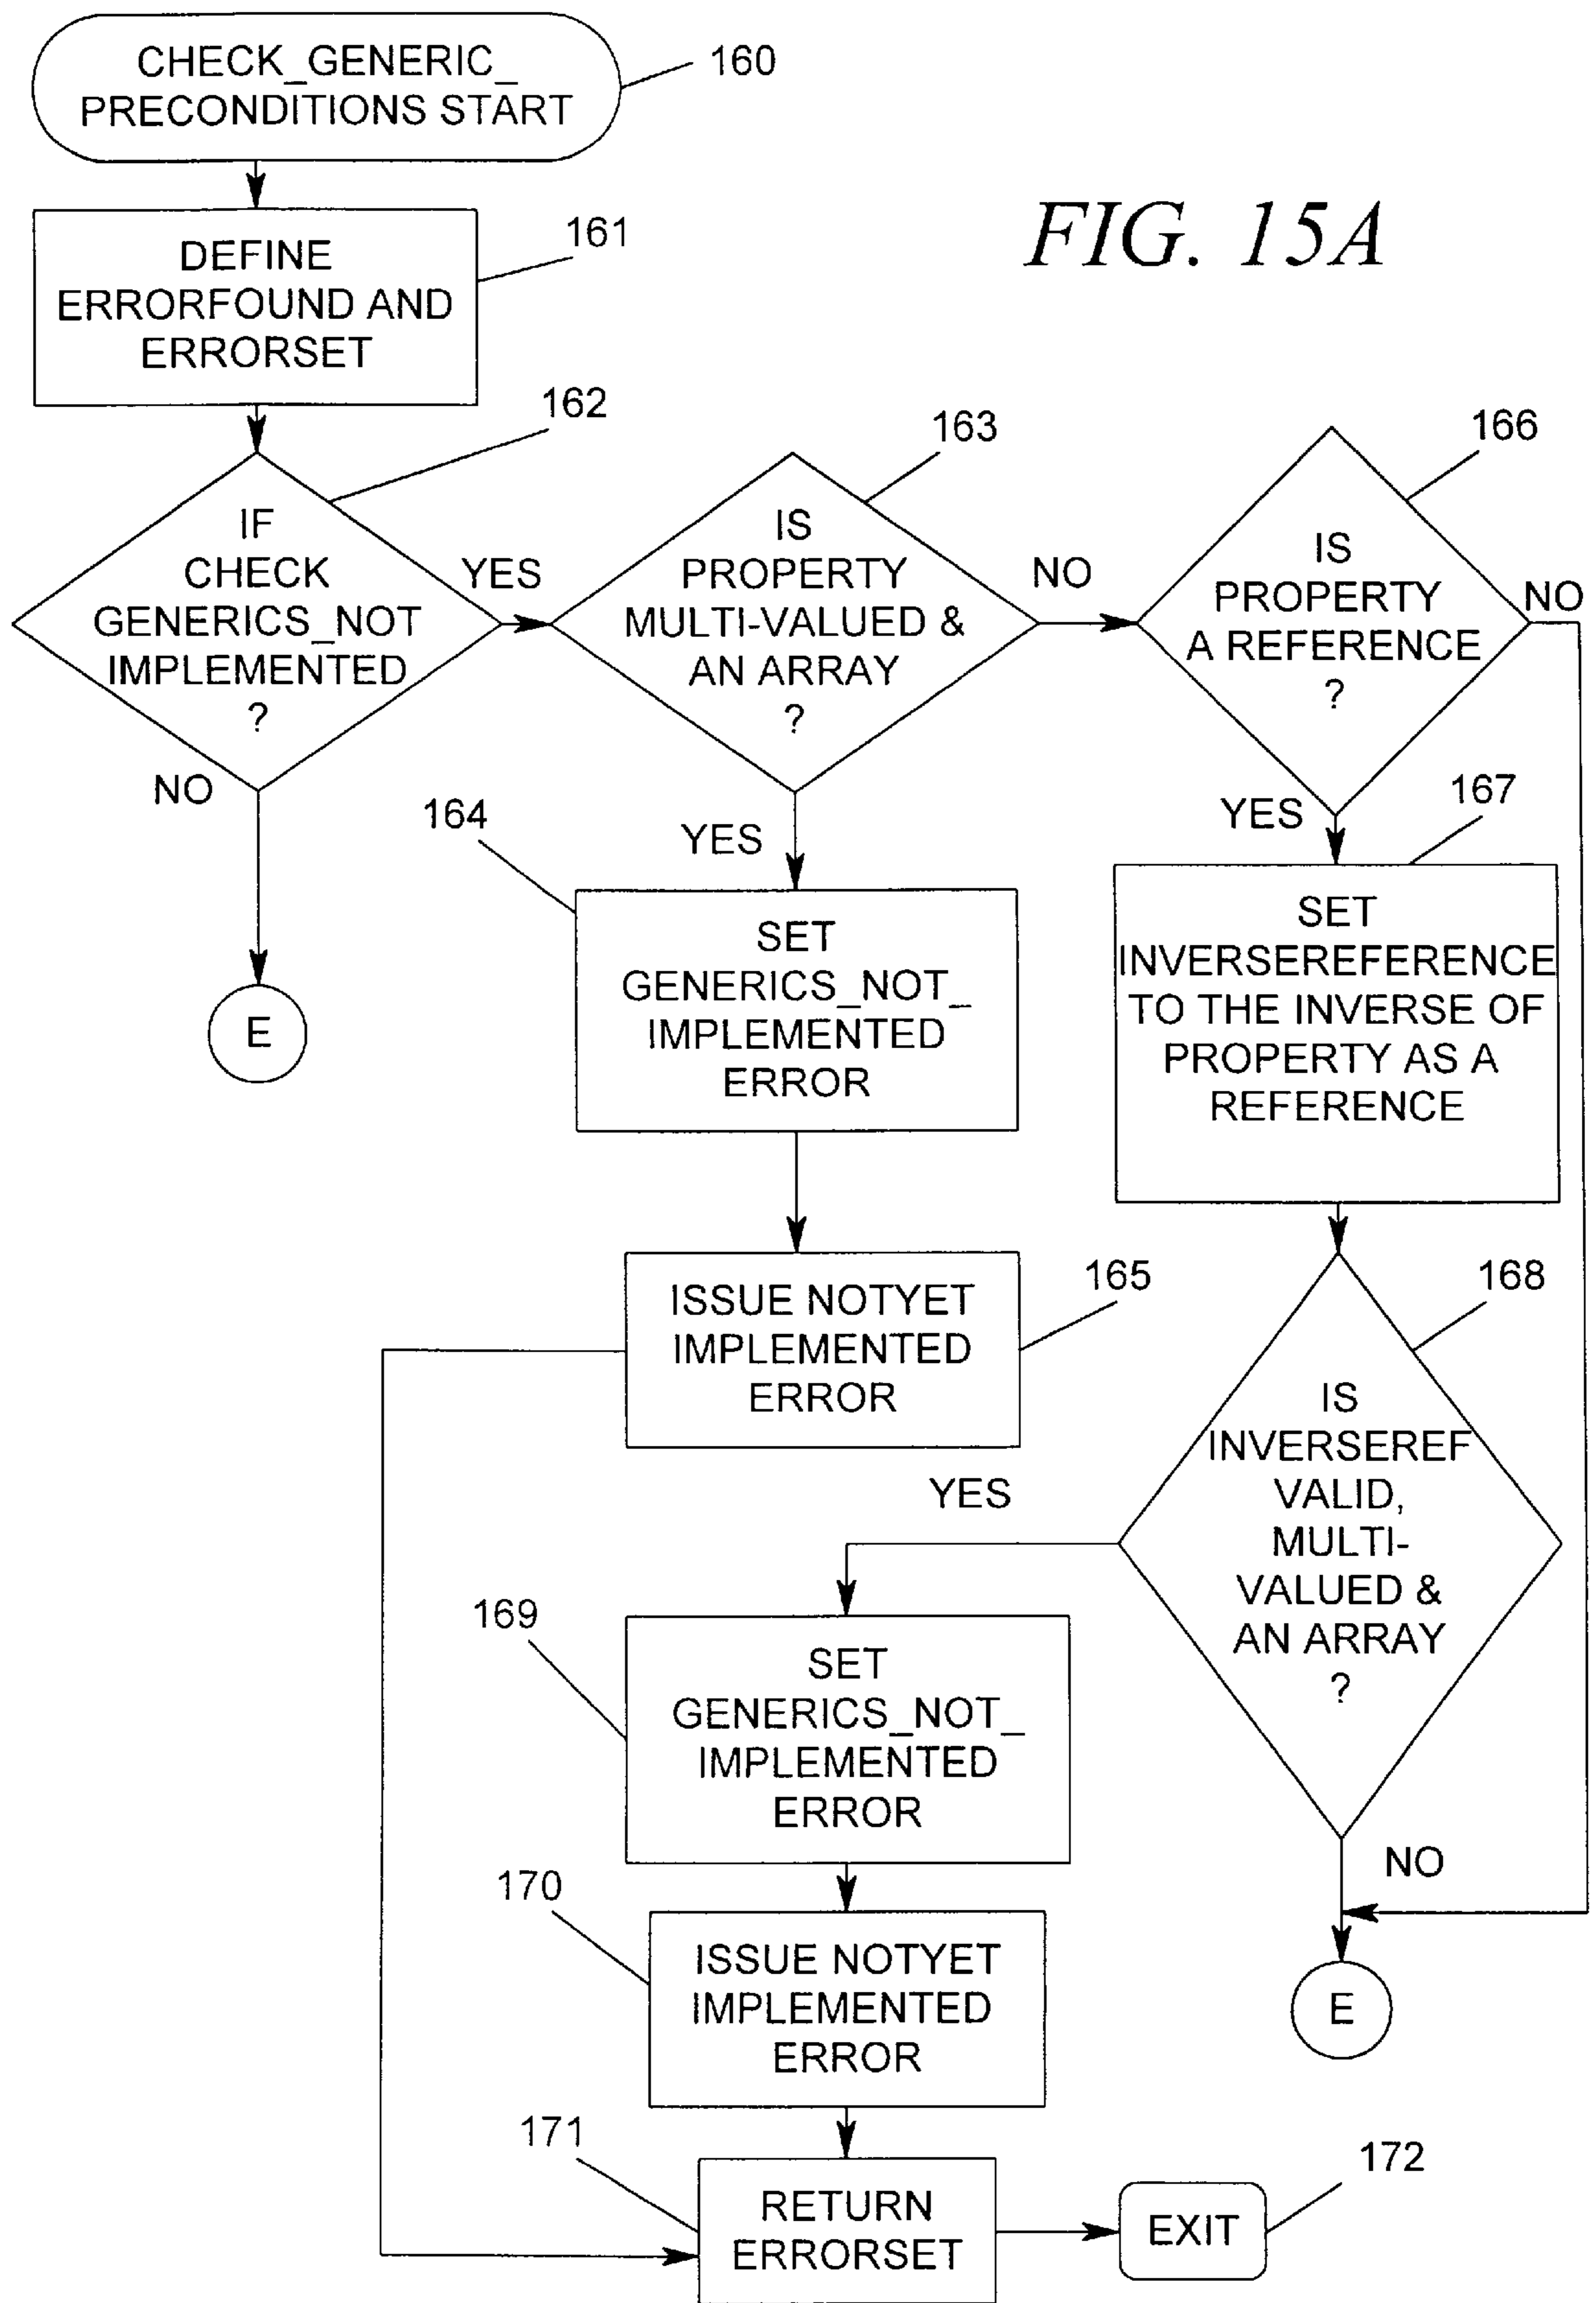 CHECK_GENERIC_
PRECONDITIONS START
160
FIG. 15A
DEFINE
ERRORFOUND AND
ERRORSET
161
IF
CHECK
GENERICS_NOT
IMPLEMENTED
?
162
YES
NO
E
IS
PROPERTY
MULTI-VALUED &
AN ARRAY
?
163
NO
YES
IS
PROPERTY
A REFERENCE
?
166
NO
YES
164
SET
GENERICS_NOT_
IMPLEMENTED
ERROR
167
SET
INVERSEREFERENCE
TO THE INVERSE OF
PROPERTY AS A
REFERENCE
165
ISSUE NOTYET
IMPLEMENTED
ERROR
168
IS
INVERSEREF
VALID,
MULTI-
VALUED &
AN ARRAY
?
YES
NO
E
169
SET
GENERICS_NOT_
IMPLEMENTED
ERROR
170
ISSUE NOTYET
IMPLEMENTED
ERROR
171
RETURN
ERRORSET
EXIT
172